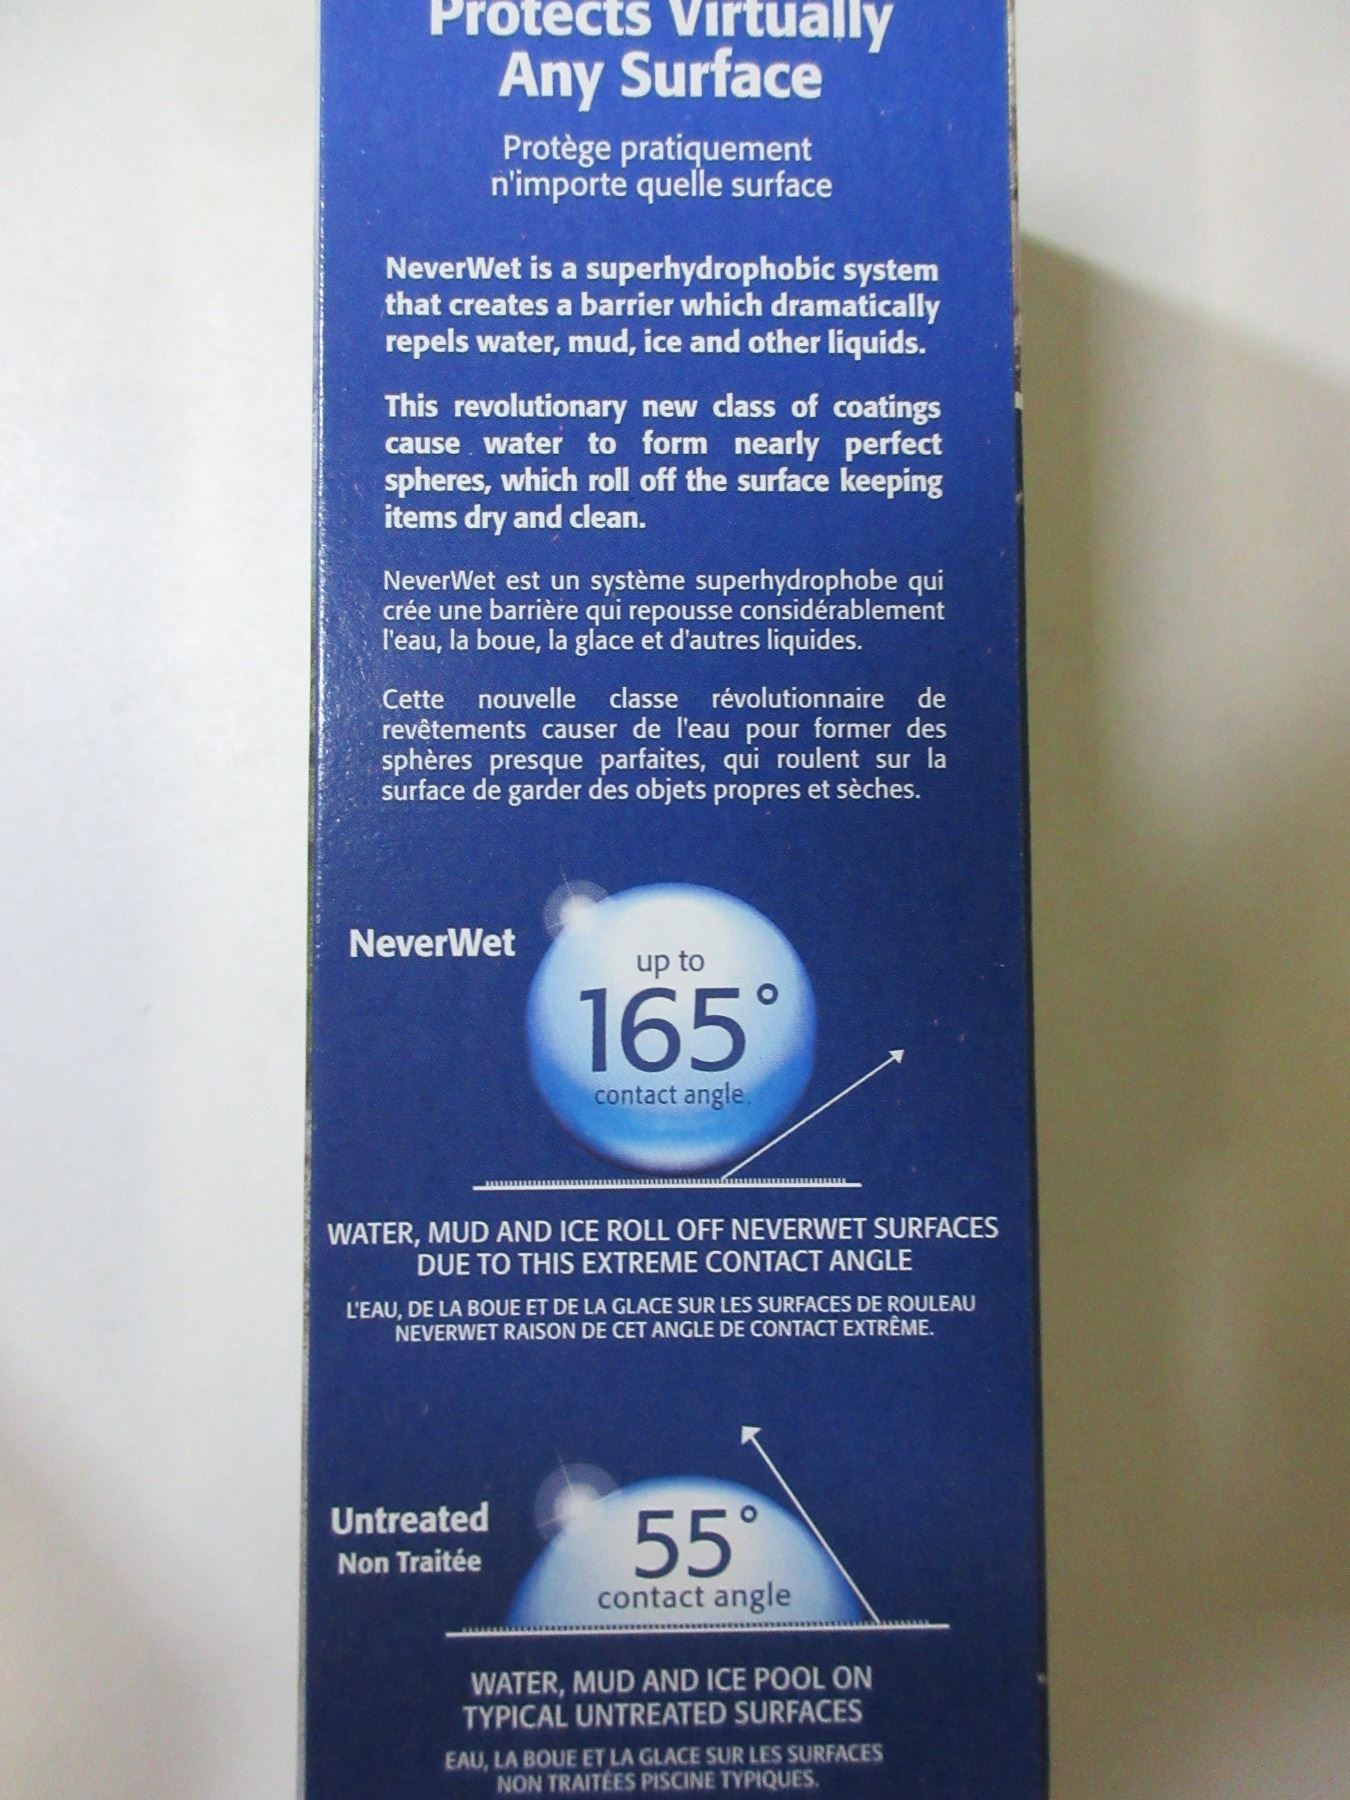 Protects Virtually
Any Surface
Protège pratiquement
n'importe quelle surface
NeverWet is a superhydrophobic system
that creates a barrier which dramatically
repels water, mud, ice and other liquids.
This revolutionary new class of coatings
cause water to form nearly perfect
spheres, which roll off the surface keeping
items dry and clean.
NeverWet est un système superhydrophobe qui
crée une barrière qui repousse considérablement
l'eau, la boue, la glace et d'autres liquides.
Cette nouvelle classe révolutionnaire de
revêtements causer de l'eau pour former des
sphères presque parfaites, qui roulent sur la
surface de garder des objets propres et sèches.
NeverWet
up to
165°
contact angle
WATER, MUD AND ICE ROLL OFF NEVERWET SURFACES
DUE TO THIS EXTREME CONTACT ANGLE
L'EAU, DE LA BOUE ET DE LA GLACE SUR LES SURFACES DE ROULEAU
NEVERWET RAISON DE CET ANGLE DE CONTACT EXTRÊME.
Untreated
Non Traitée
55°
contact angle
WATER, MUD AND ICE POOL ON
TYPICAL UNTREATED SURFACES
EAU, LA BOUE ET LA GLACE SUR LES SURFACES
NON TRAITÉES PISCINE TYPIQUES.